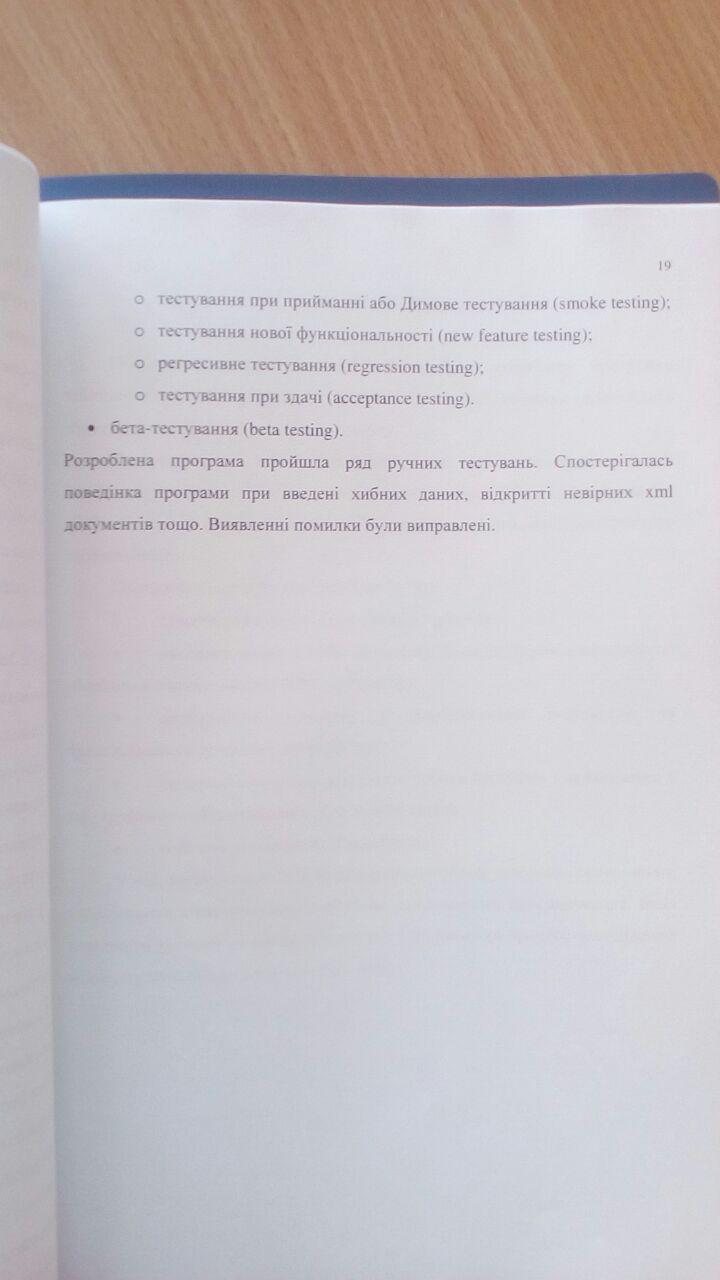 19
○ тестування при прийманні або Димове тестування (smoke testing);
○ тестування нової функціональності (new feature testing);
○ регресивне тестування (regression testing);
○ тестування при здачі (acceptance testing).
• бета-тестування (beta testing).
Розроблена програма пройшла ряд ручних тестувань. Спостерігалась
поведінка програми при введені хибних даних, відкритті невірних xml
документів тощо. Виявленні помилки були виправлені.